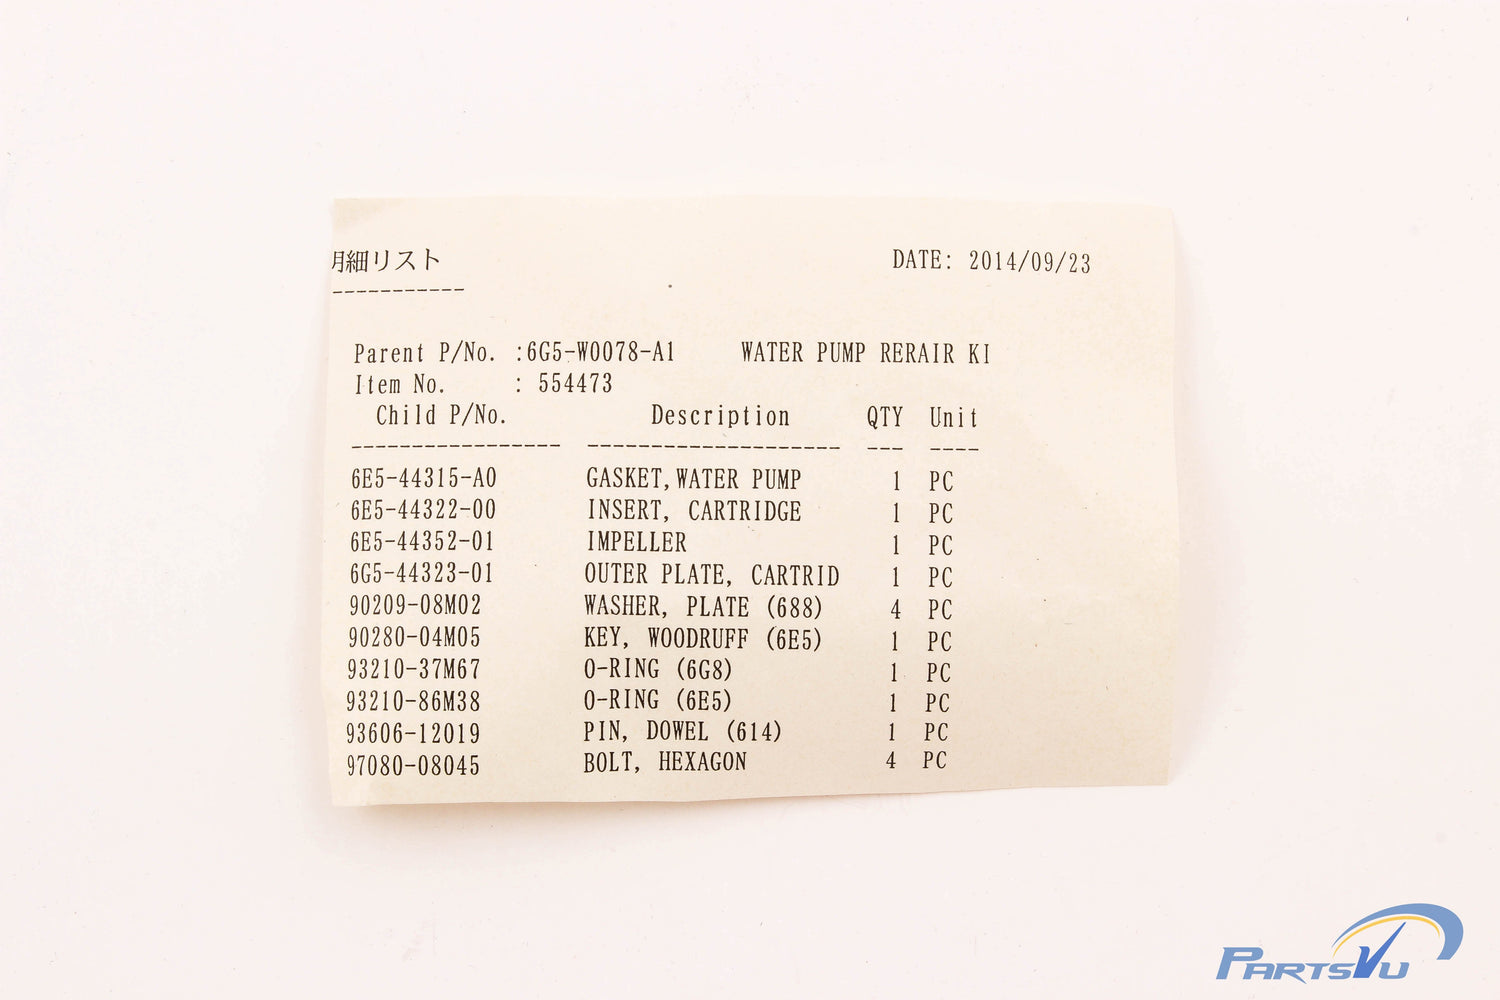 明細リスト
DATE: 2014/09/23
-----------
Parent P/No. :6G5-W0078-A1 WATER PUMP RERAIR KI
Item No. : 554473
Child P/No. Description QTY Unit
----------------- --------------------- --- ----
6E5-44315-A0 GASKET,WATER PUMP 1 PC
6E5-44322-00 INSERT, CARTRIDGE 1 PC
6E5-44352-01 IMPELLER 1 PC
6G5-44323-01 OUTER PLATE, CARTRID 1 PC
90209-08M02 WASHER, PLATE (688) 4 PC
90280-04M05 KEY, WOODRUFF (6E5) 1 PC
93210-37M67 O-RING (6G8) 1 PC
93210-86M38 O-RING (6E5) 1 PC
93606-12019 PIN, DOWEL (614) 1 PC
97080-08045 BOLT, HEXAGON 4 PC
PARTSVU